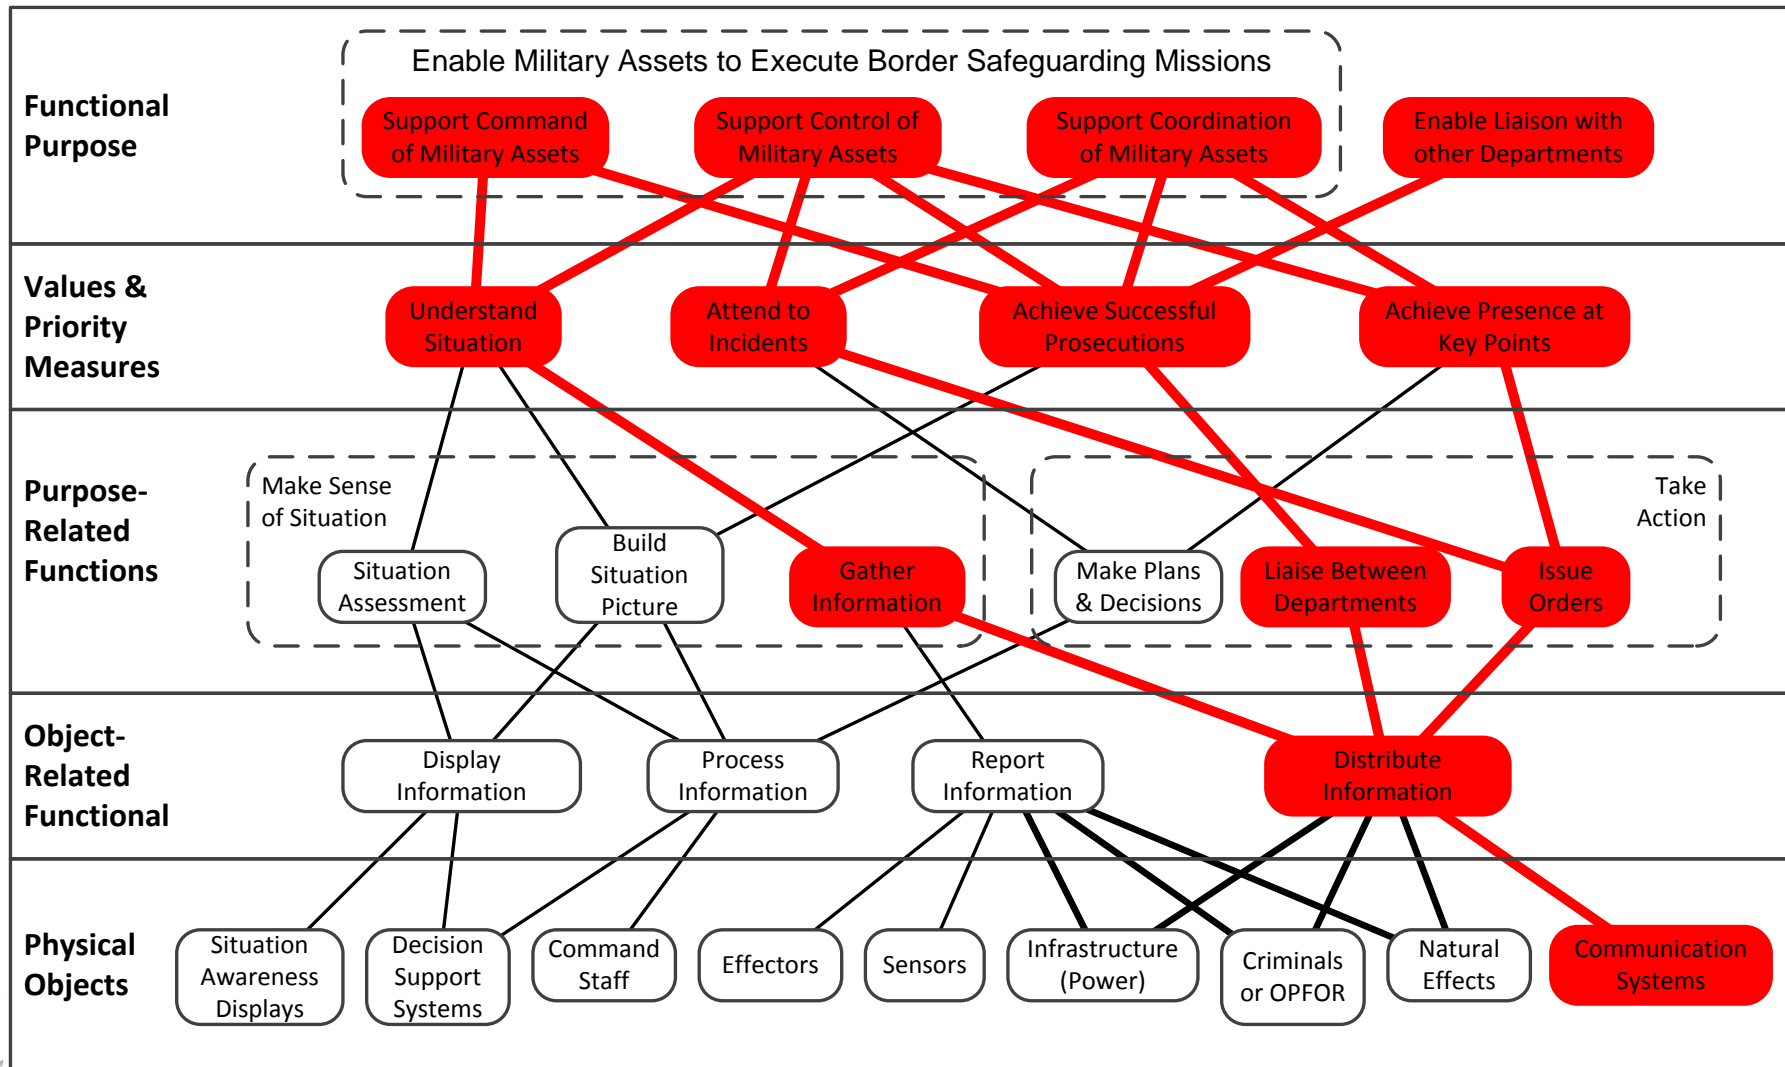 Enable Military Assets to Execute Border Safeguarding Missions
Functional
Purpose
Support Command
of Military Assets
Support Control of
Military Assets
Support Coordination
of Military Assets
Enable Liaison with
other Departments
Values &
Priority
Measures
Understand
Situation
Attend to
Incidents
Achieve Successful
Prosecutions
Achieve Presence at
Key Points
Purpose-
Related
Functions
Make Sense
of Situation
Take
Action
Situation
Assessment
Build
Situation
Picture
Gather
Information
Make Plans
& Decisions
Liaise Between
Departments
Issue
Orders
Object-
Related
Functional
Display
Information
Process
Information
Report
Information
Distribute
Information
Physical
Objects
Situation
Awareness
Displays
Decision
Support
Systems
Command
Staff
Effectors
Sensors
Infrastructure
(Power)
Criminals
or OPFOR
Natural
Effects
Communication
Systems